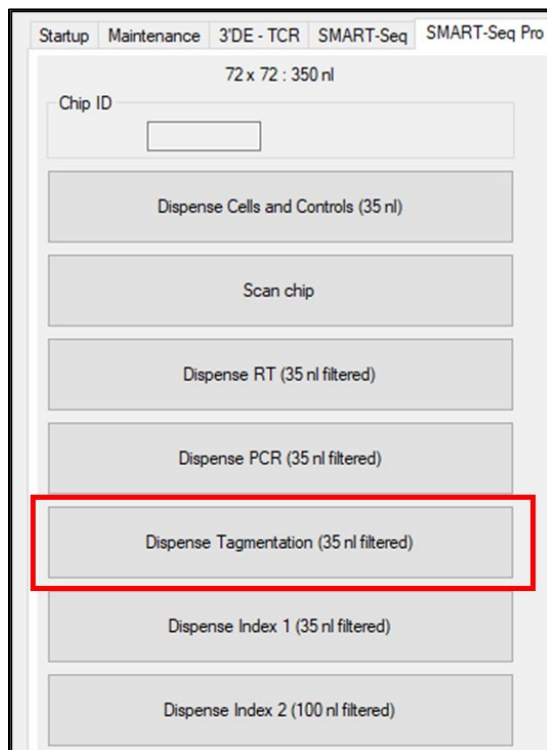 Startup Maintenance 3'DE - TCR SMART-Seq SMART-Seq Pro
72 x 72 : 350 nl
Chip ID
Dispense Cells and Controls (35 nl)
Scan chip
Dispense RT (35 nl filtered)
Dispense PCR (35 nl filtered)
Dispense Tagmentation (35 nl filtered)
Dispense Index 1 (35 nl filtered)
Dispense Index 2 (100 nl filtered)